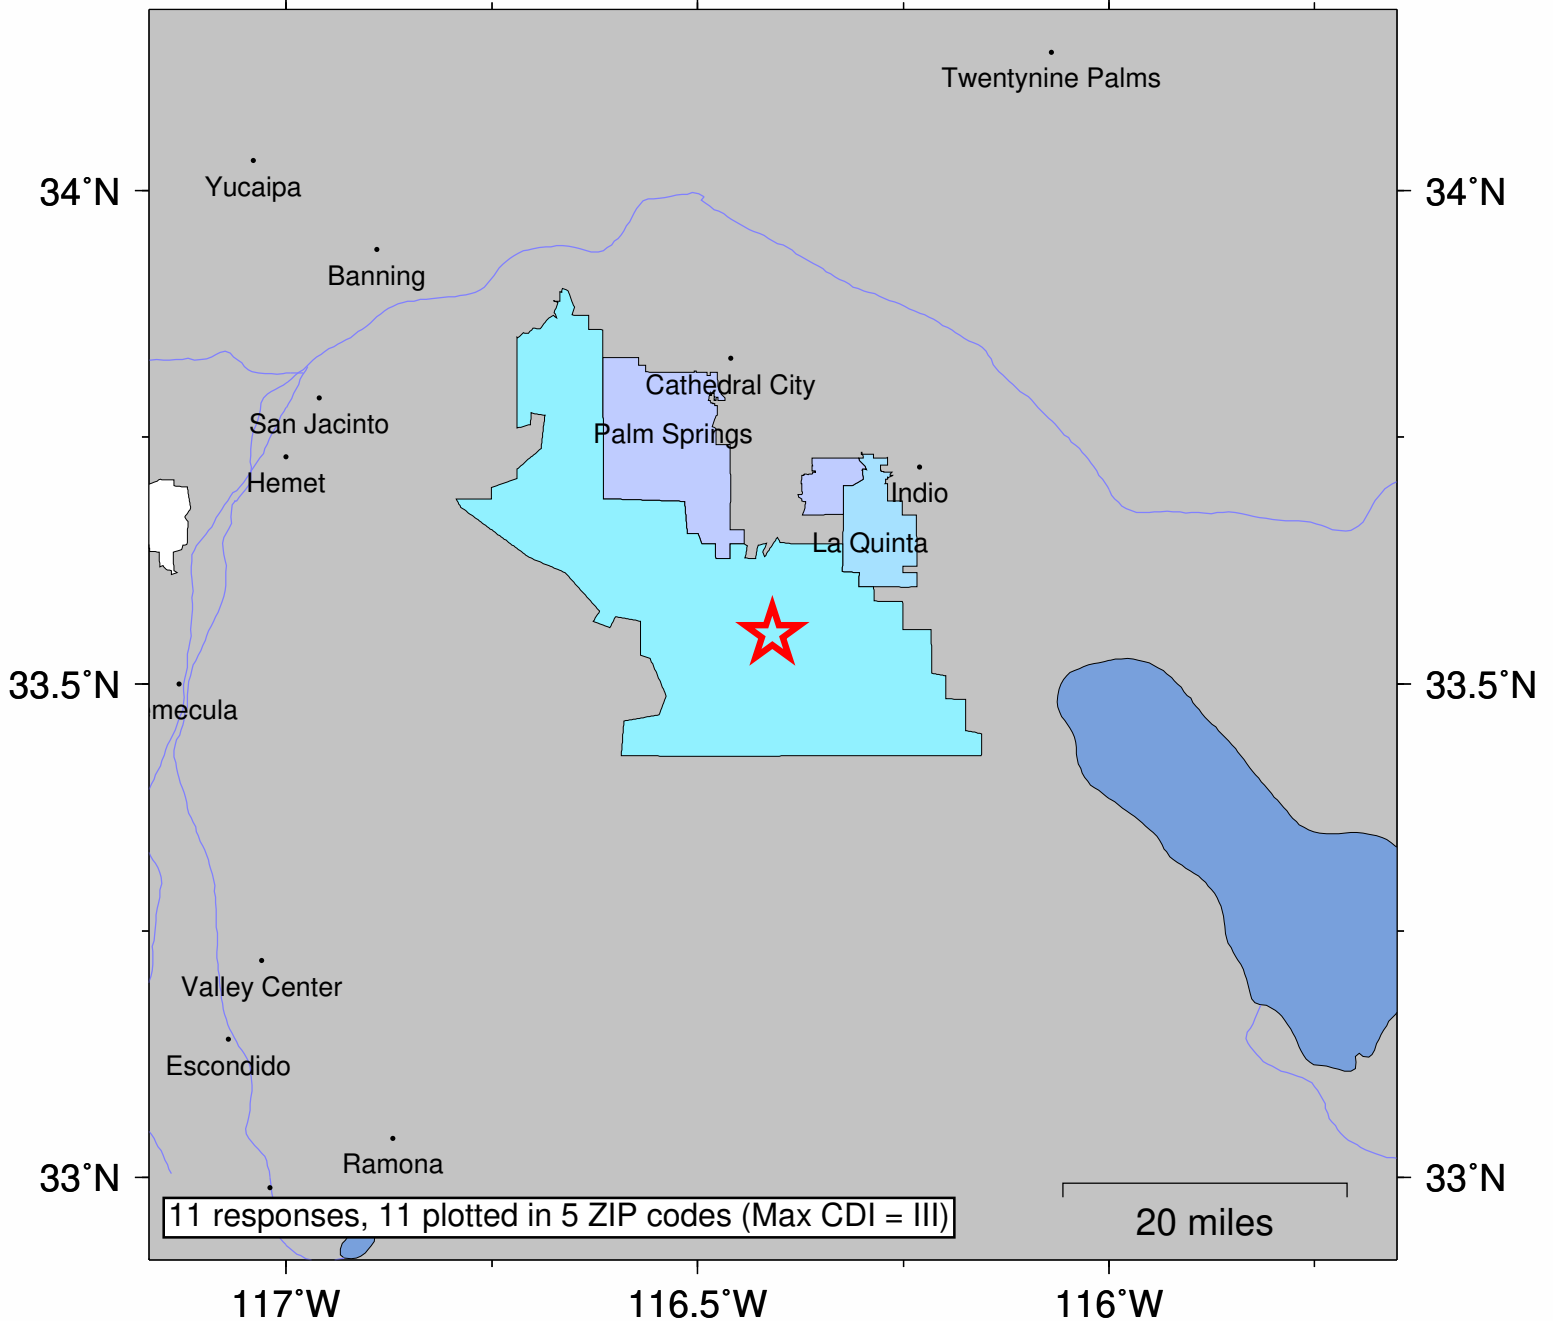 Twentynine Palms
34°N
34°N
Yucaipa
Banning
Cathedral City
San Jacinto
Palm Springs
Hemet
Indio
La Quinta
33.5°N
33.5°N
mecula
Valley Center
Escondido
Ramona
33°N
33°N
11 responses, 11 plotted in 5 ZIP codes (Max CDI = III)
20 miles
117°W
116.5°W
116°W